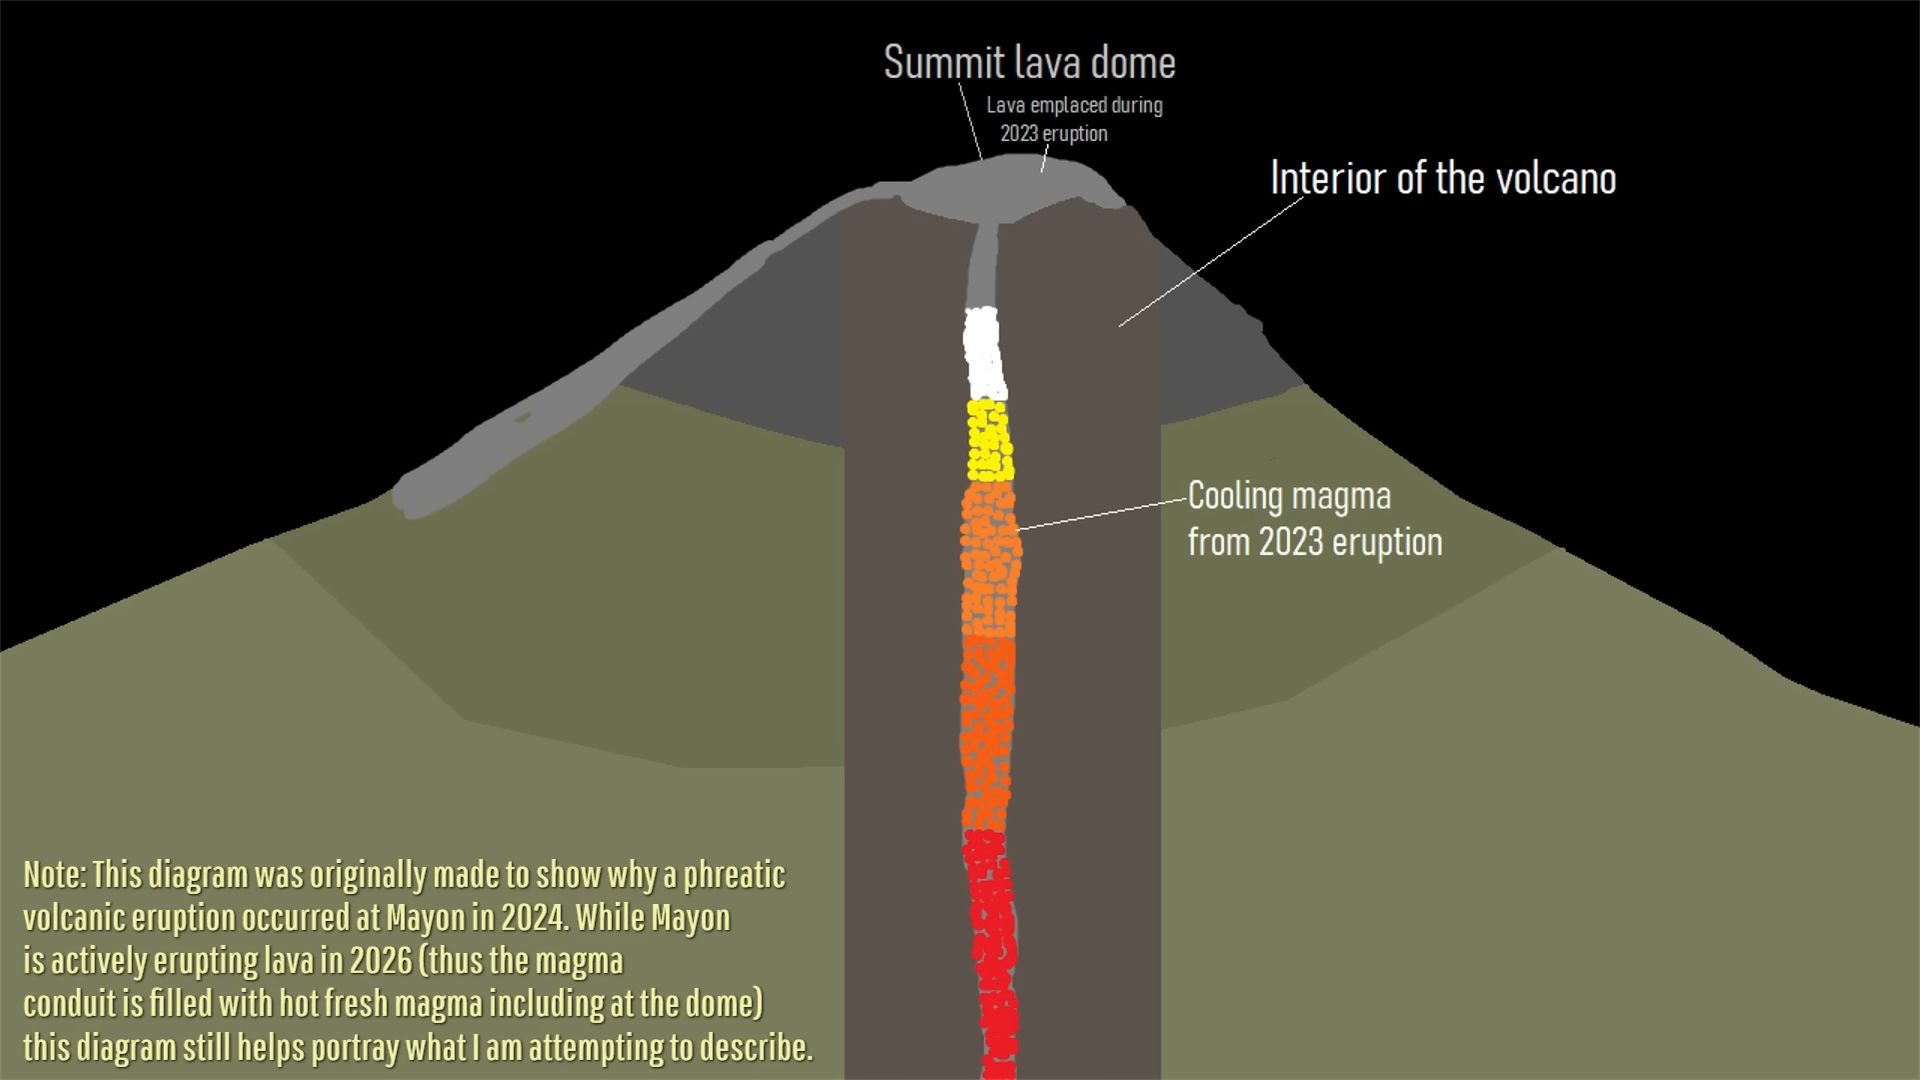 Summit lava dome
Lava emplaced during
2023 eruption
Interior of the volcano
Cooling magma
from 2023 eruption
Note: This diagram was originally made to show why a phreatic
volcanic eruption occurred at Mayon in 2024. While Mayon
is actively erupting lava in 2026 (thus the magma
conduit is filled with hot fresh magma including at the dome)
this diagram still helps portray what I am attempting to describe.